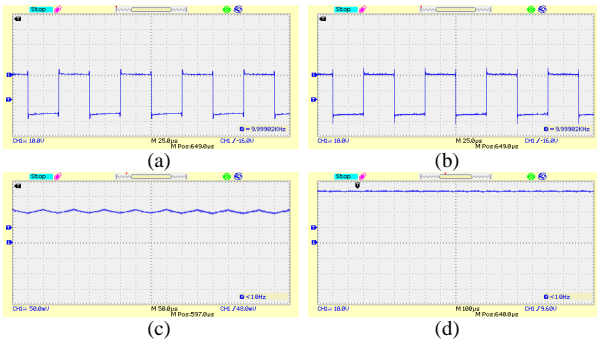 Stop
= 9.99902KHz
CH1= 10.0V M 25.0μs CH1 /-16.0V
M Pos:649.0μs
Stop
= 9.99902KHz
CH1= 10.0V M 25.0μs CH1 /-16.0V
M Pos:649.0μs
(a) (b)
Stop
<10Hz
CH1= 50.0mV M 50.0μs CH1 /48.0mV
M Pos:597.0μs
Stop
<10Hz
CH1= 10.0V M 100μs CH1 /9.60V
M Pos:640.0μs
(c) (d)